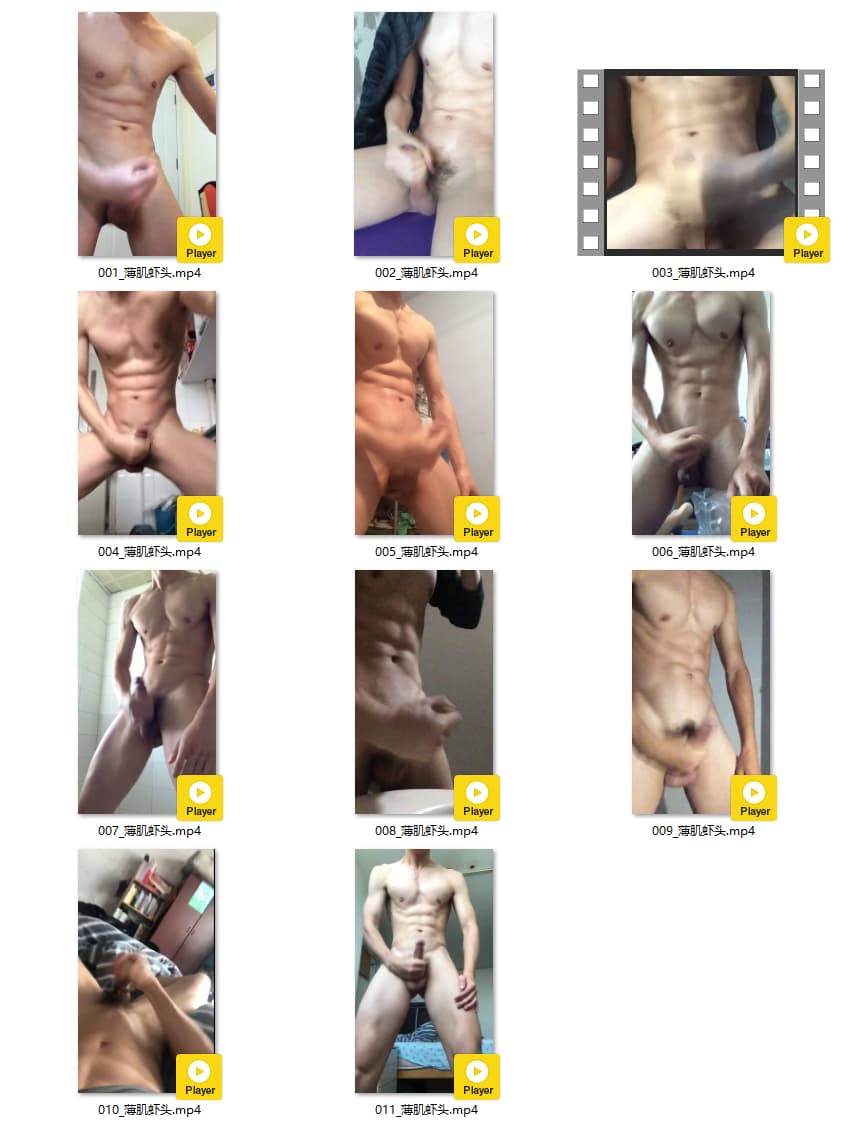 Player
Player
Player
001_薄肌虾头.mp4
002_薄肌虾头.mp4
003_薄肌虾头.mp4
Player
Player
Player
004_薄肌虾头.mp4
005_薄肌虾头.mp4
006_薄肌虾头.mp4
Player
Player
Player
007_薄肌虾头.mp4
008_薄肌虾头.mp4
009_薄肌虾头.mp4
Player
Player
010_薄肌虾头.mp4
011_薄肌虾头.mp4